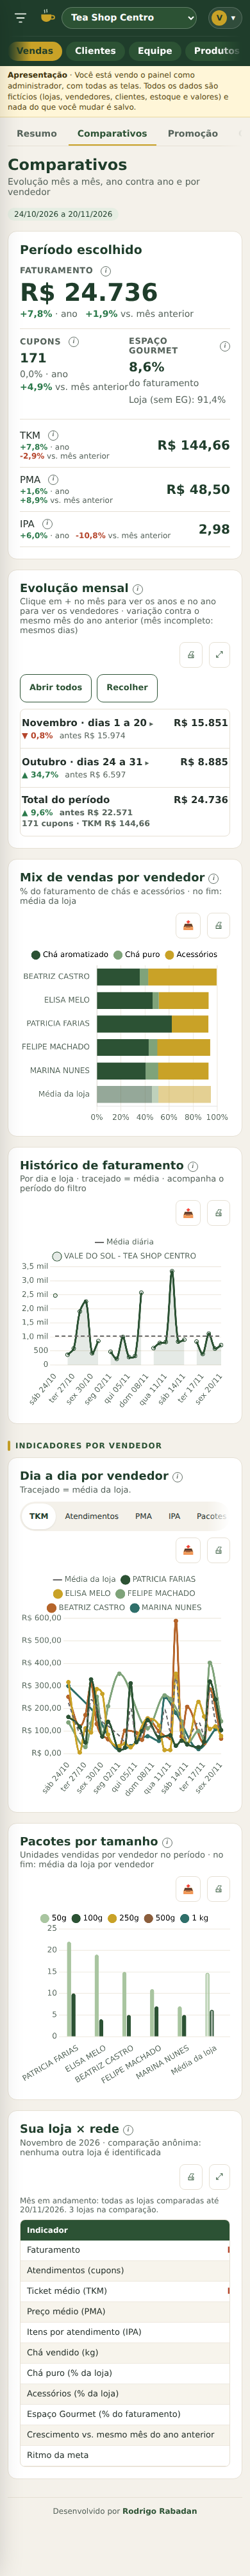 Tea Shop Centro
V
Vendas Clientes Equipe Produtos
Apresentação · Você está vendo o painel como
administrador, com todas as telas. Todos os dados são
fictícios (lojas, vendedores, clientes, estoque e valores) e
nada do que você mudar é salvo.
Resumo Comparativos Promoção
Comparativos
Evolução mês a mês, ano contra ano e por
vendedor
24/10/2026 a 20/11/2026
Período escolhido
FATURAMENTO
R$ 24.736
+7,8% · ano +1,9% vs. mês anterior
CUPONS
171
0,0% · ano
+4,9% vs. mês anterior
ESPAÇO
GOURMET
8,6%
do faturamento
Loja (sem EG): 91,4%
TKM
+7,8% · ano
-2,9% vs. mês anterior
R$ 144,66
PMA
+1,6% · ano
+8,9% vs. mês anterior
R$ 48,50
IPA
+6,0% · ano -10,8% vs. mês anterior
2,98
Evolução mensal
Clique em + no mês para ver os anos e no ano
para ver os vendedores · variação contra o
mesmo mês do ano anterior (mês incompleto:
mesmos dias)
Abrir todos Recolher
Novembro · dias 1 a 20 ▸ R$ 15.851
▼ 0,8% antes R$ 15.974
Outubro · dias 24 a 31 ▸ R$ 8.885
▲ 34,7% antes R$ 6.597
Total do período R$ 24.736
▲ 9,6% antes R$ 22.571
171 cupons · TKM R$ 144,66
Mix de vendas por vendedor
% do faturamento de chás e acessórios · no fim:
média da loja
Chá aromatizado Chá puro Acessórios
BEATRIZ CASTRO
ELISA MELO
PATRICIA FARIAS
FELIPE MACHADO
MARINA NUNES
Média da loja
0% 20% 40% 60% 80% 100%
Histórico de faturamento
Por dia e loja · tracejado = média · acompanha o
período do filtro
Média diária
VALE DO SOL - TEA SHOP CENTRO
3,5 mil
3,0 mil
2,5 mil
2,0 mil
1,5 mil
1,0 mil
500
0
sáb 24/10
ter 27/10
sex 30/10
seg 02/11
qui 05/11
dom 08/11
qua 11/11
sáb 14/11
ter 17/11
sex 20/11
INDICADORES POR VENDEDOR
Dia a dia por vendedor
Tracejado = média da loja.
TKM Atendimentos PMA IPA Pacotes
Média da loja PATRICIA FARIAS
ELISA MELO FELIPE MACHADO
BEATRIZ CASTRO MARINA NUNES
R$ 600,00
R$ 500,00
R$ 400,00
R$ 300,00
R$ 200,00
R$ 100,00
R$ 0,00
sáb 24/10
ter 27/10
sex 30/10
seg 02/11
qui 05/11
dom 08/11
qua 11/11
sáb 14/11
ter 17/11
sex 20/11
Pacotes por tamanho
Unidades vendidas por vendedor no período · no
fim: média da loja por vendedor
50g 100g 250g 500g 1 kg
25
20
15
10
5
0
PATRICIA FARIAS
ELISA MELO
BEATRIZ CASTRO
FELIPE MACHADO
MARINA NUNES
Média da loja
Sua loja × rede
Novembro de 2026 · comparação anônima:
nenhuma outra loja é identificada
Mês em andamento: todas as lojas comparadas até
20/11/2026. 3 lojas na comparação.
Indicador
Faturamento
Atendimentos (cupons)
Ticket médio (TKM)
Preço médio (PMA)
Itens por atendimento (IPA)
Chá vendido (kg)
Chá puro (% da loja)
Acessórios (% da loja)
Espaço Gourmet (% do faturamento)
Crescimento vs. mesmo mês do ano anterior
Ritmo da meta
Desenvolvido por Rodrigo Rabadan